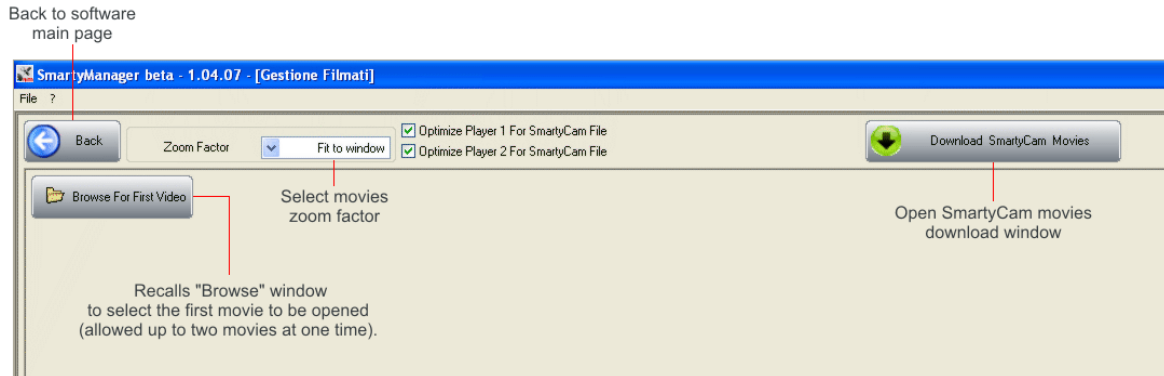 Back to software
main page
SmartyManager beta - 1.04.07 - [Gestione Filmati]
File ?
Back
Zoom Factor
Fit to window
Optimize Player 1 For SmartyCam File
Optimize Player 2 For SmartyCam File
Download SmartyCam Movies
Browse For First Video
Select movies
zoom factor
Open SmartyCam movies
download window
Recalls "Browse" window
to select the first movie to be opened
(allowed up to two movies at one time).